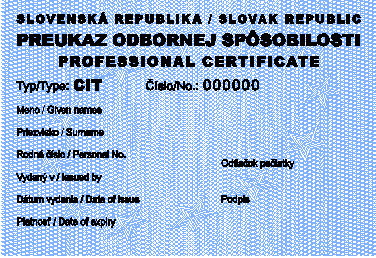 SLOVENSKÁ REPUBLIKA / SLOVAK REPUBLIC
PREUKAZ ODBORNEJ SPÔSOBILOSTI
PROFESSIONAL CERTIFICATE
Typ/Type: CIT Číslo/No.: 000000
Meno / Given names
Priezvisko / Surname
Rodné číslo / Personal No.
Odtlačok pečiatky
Vydaný v / Issued by
Dátum vydania / Date of issue Podpis
Platnosť / Date of expiry